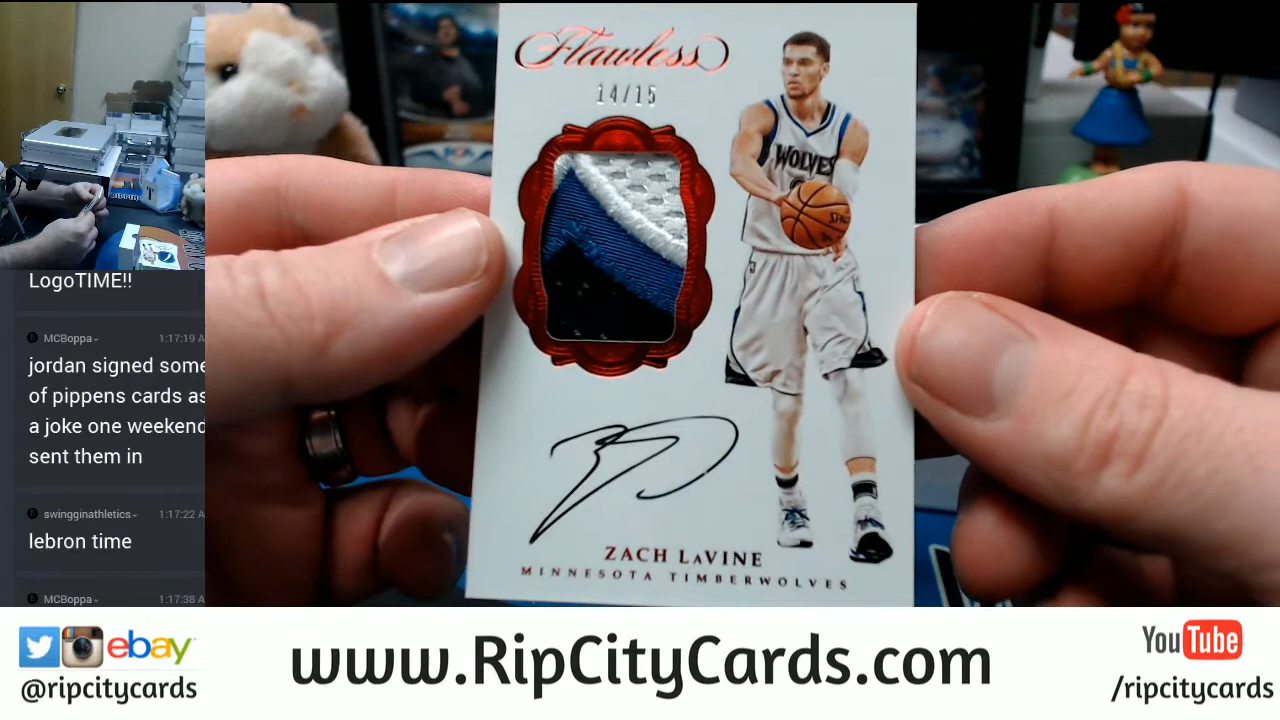 LogoTIME!!
MCBoppa
1:17:19 A
jordan signed some
of pippens cards as
a joke one weekend
sent them in
swingginathletics
1:17:22 A
lebron time
MCBoppa
1:17:38 A
Flawless
14/15
WOLVES
ZACH LAVINE
MINNESOTA TIMBERWOLVES
ebay
@ripcitycards
www.RipCityCards.com
YouTube
/ripcitycards